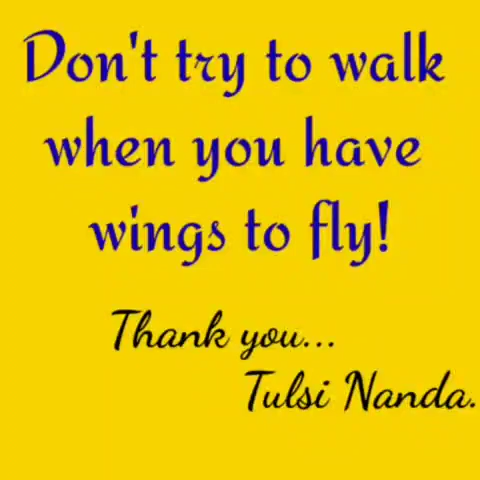 Don't try to walk
when you have
wings to fly!
Thank you...
Tulsi Nanda.